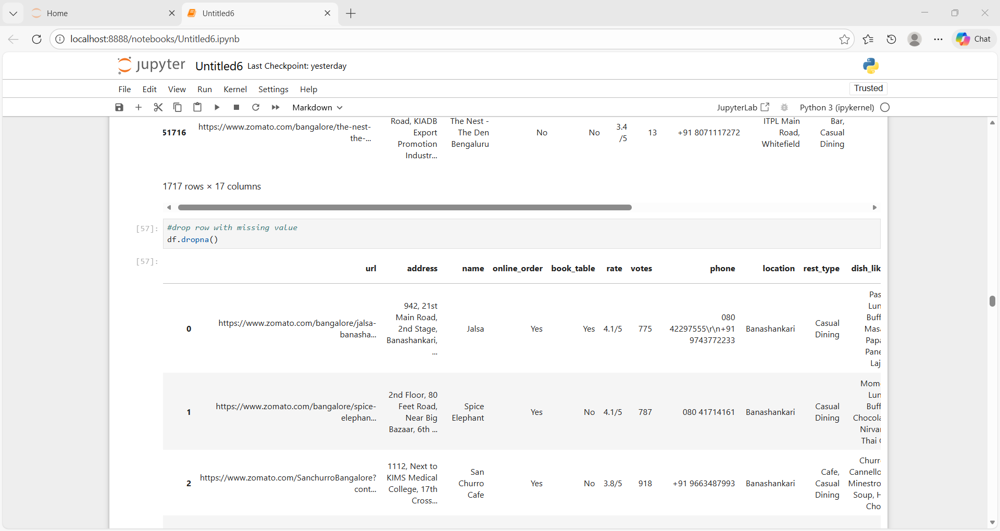 Home
Untitled6
localhost:8888/notebooks/Untitled6.ipynb
Chat
jupyter Untitled6 Last Checkpoint: yesterday
File Edit View Run Kernel Settings Help
Trusted
Markdown
JupyterLab
Python 3 (ipykernel)
51716 https://www.zomato.com/bangalore/the-nest-the-... Road, KIADB Export Promotion Industr... The Nest - The Den Bengaluru No No 3.4 /5 13 +91 8071117272 ITPL Main Road, Whitefield Bar, Casual Dining
1717 rows × 17 columns
[57]: #drop row with missing value
df.dropna()
[57]:
url address name online_order book_table rate votes phone location rest_type dish_lik
0 https://www.zomato.com/bangalore/jalsa-banasha... 942, 21st Main Road, 2nd Stage, Banashankari, ... Jalsa Yes Yes 4.1/5 775 080 42297555\r\n+91 9743772233 Banashankari Casual Dining Pas Lun Buff Mas Pap Pane Laj
1 https://www.zomato.com/bangalore/spice-elephan... 2nd Floor, 80 Feet Road, Near Big Bazaar, 6th ... Spice Elephant Yes No 4.1/5 787 080 41714161 Banashankari Casual Dining Mom Lun Buff Chocol Nirva Thai
2 https://www.zomato.com/SanchurroBangalore?cont... 1112, Next to KIMS Medical College, 17th Cross... San Churro Cafe Yes No 3.8/5 918 +91 9663487993 Banashankari Cafe, Casual Dining Churr Cannello Minestro Soup, H Cho